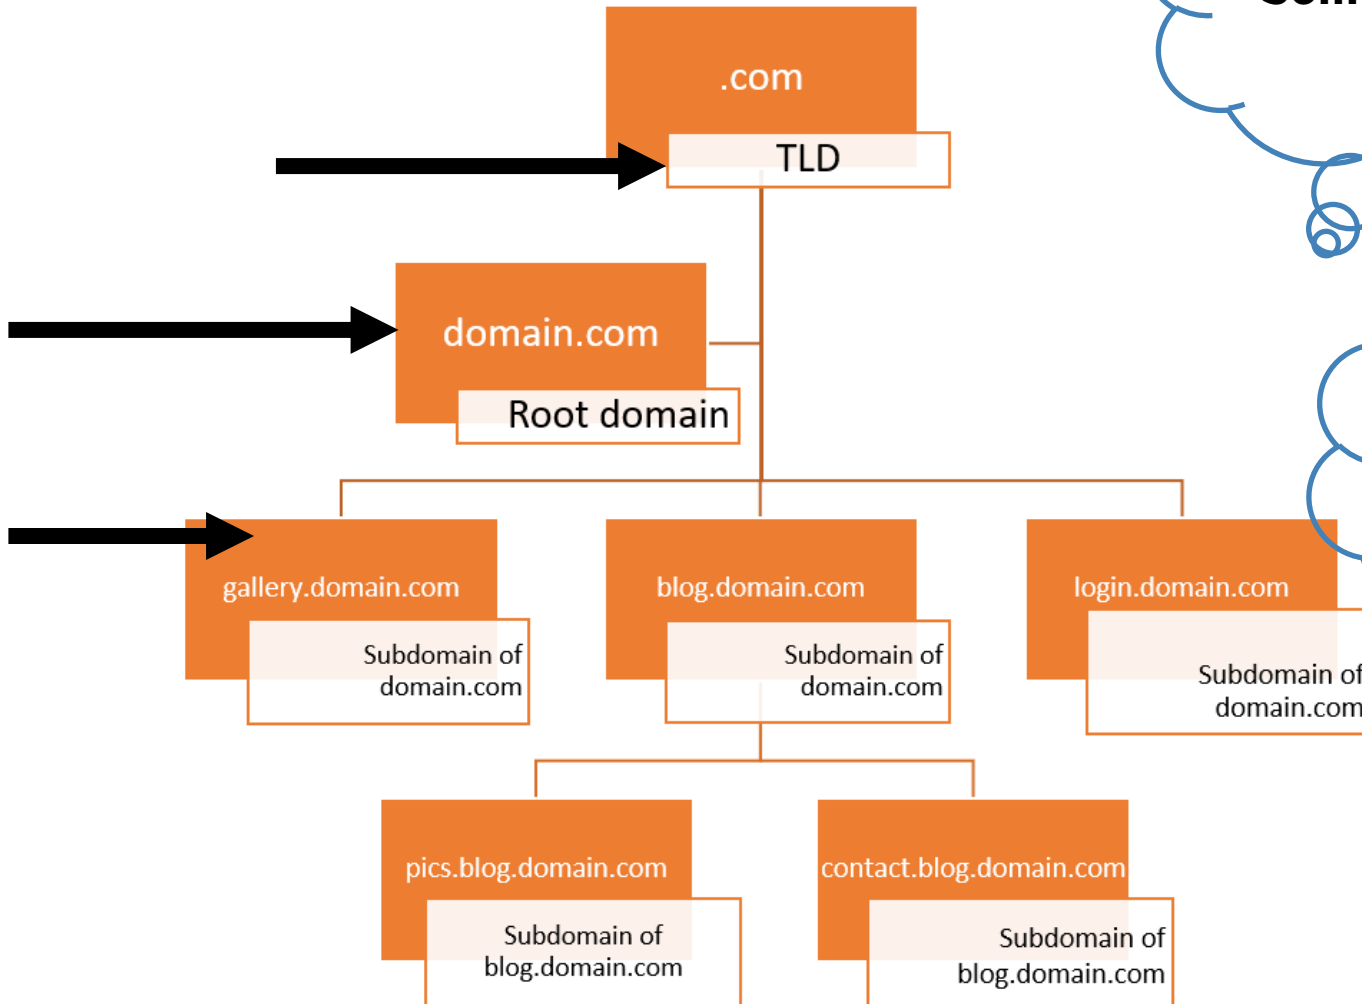 .com
TLD
domain.com
Root domain
gallery.domain.com
Subdomain of
domain.com
blog.domain.com
Subdomain of
domain.com
login.domain.com
Subdomain of
domain.com
pics.blog.domain.com
Subdomain of
blog.domain.com
contact.blog.domain.com
Subdomain of
blog.domain.com